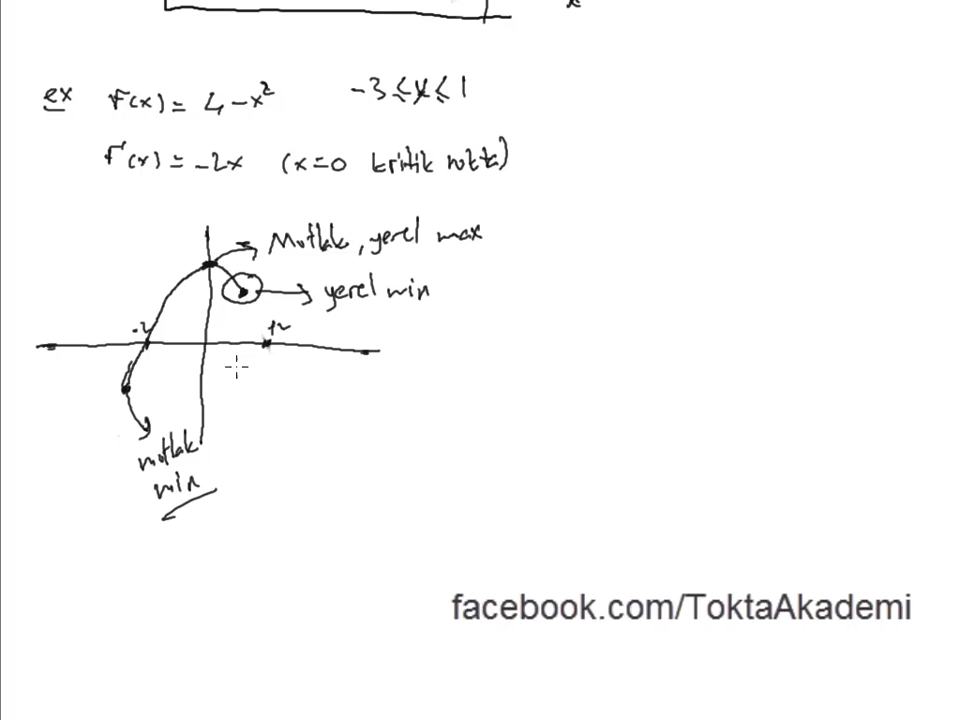 ex f(x) = 4 - x² -3 ≤ x ≤ 1
f'(x) = -2x (x=0 kritik nokta)
Mutlak, yerel max
yerel min
-2 +2
mutlak
min
facebook.com/ToktaAkademi